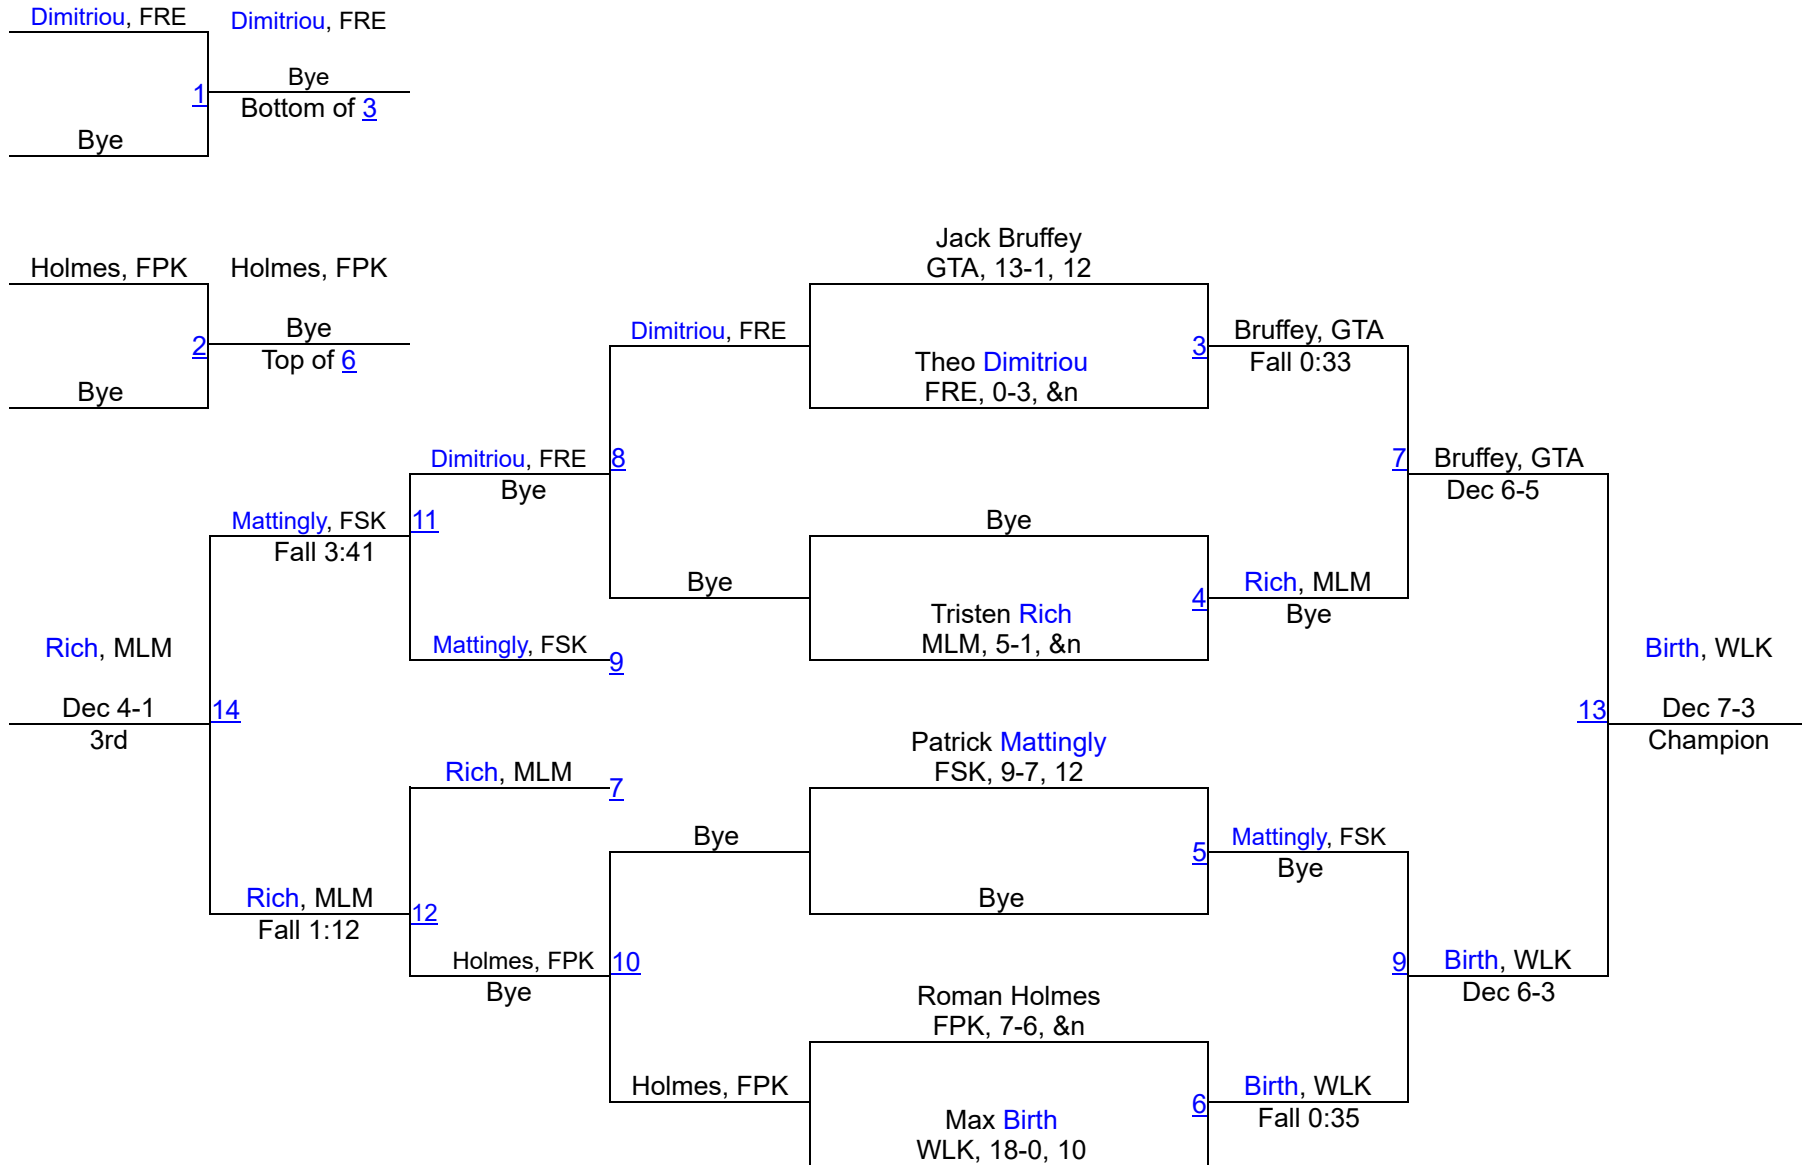 Dimitriou, FRE
Dimitriou, FRE
Bye
1
Bottom of 3
Bye
Jack Bruffey
Holmes, FPK
Holmes, FPK
GTA, 13-1, 12
Bye
Dimitriou, FRE
Bruffey, GTA
2
3
Top of 6
Theo Dimitriou
Fall 0:33
Bye
FRE, 0-3, &n
Dimitriou, FRE
8
7
Bruffey, GTA
Bye
Dec 6-5
Mattingly, FSK
11
Bye
Fall 3:41
Bye
Rich, MLM
4
Tristen Rich
Bye
Rich, MLM
Mattingly, FSK
MLM, 5-1, &n
Birth, WLK
9
Dec 4-1
14
13
Dec 7-3
3rd
Patrick Mattingly
Champion
Rich, MLM
FSK, 9-7, 12
7
Bye
Mattingly, FSK
5
Bye
Rich, MLM
Bye
12
Fall 1:12
Holmes, FPK
10
9
Birth, WLK
Bye
Roman Holmes
Dec 6-3
FPK, 7-6, &n
Holmes, FPK
Birth, WLK
6
Max Birth
Fall 0:35
WLK, 18-0, 10